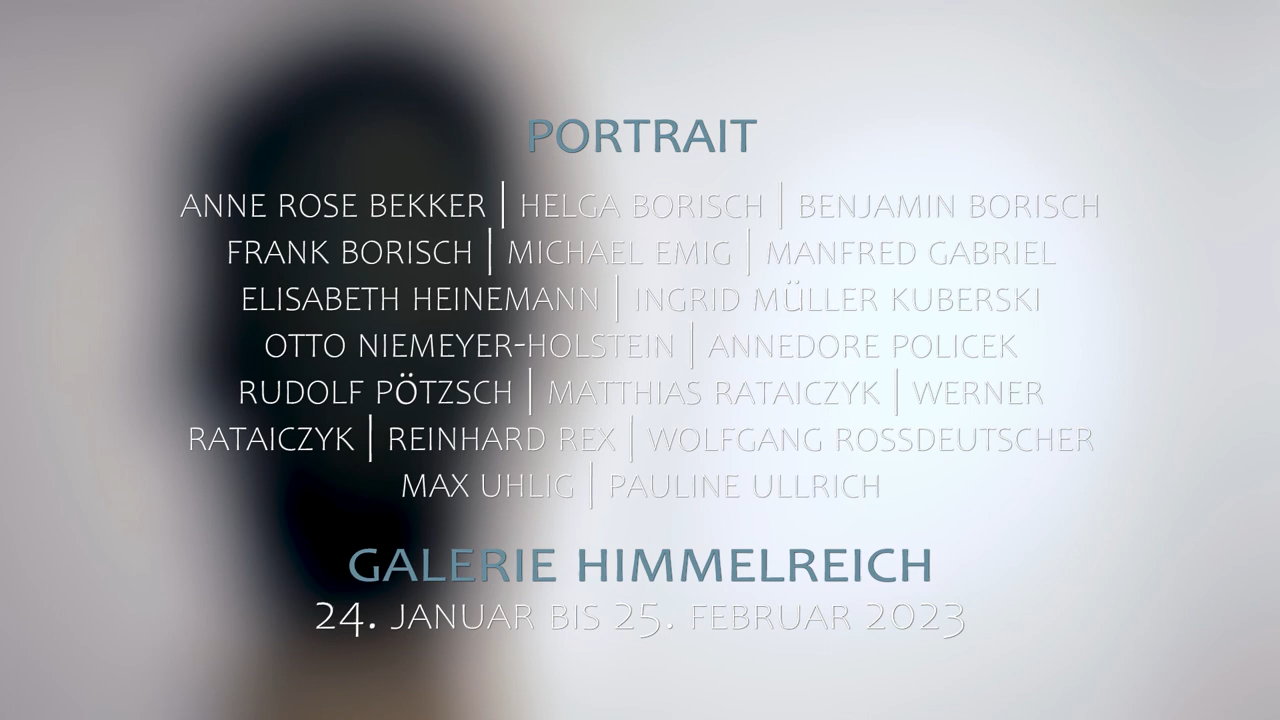 PORTRAIT
ANNE ROSE BEKKER | HELGA BORISCH | BENJAMIN BORISCH
FRANK BORISCH | MICHAEL EMIG | MANFRED GABRIEL
ELISABETH HEINEMANN | INGRID MÜLLER KUBERSKI
OTTO NIEMEYER-HOLSTEIN | ANNEDORE POLICEK
RUDOLF PÖTZSCH | MATTHIAS RATAICZYK | WERNER
RATAICZYK | REINHARD REX | WOLFGANG ROSSDEUTSCHER
MAX UHLIG | PAULINE ULLRICH
GALERIE HIMMELREICH
24. JANUAR BIS 25. FEBRUAR 2023